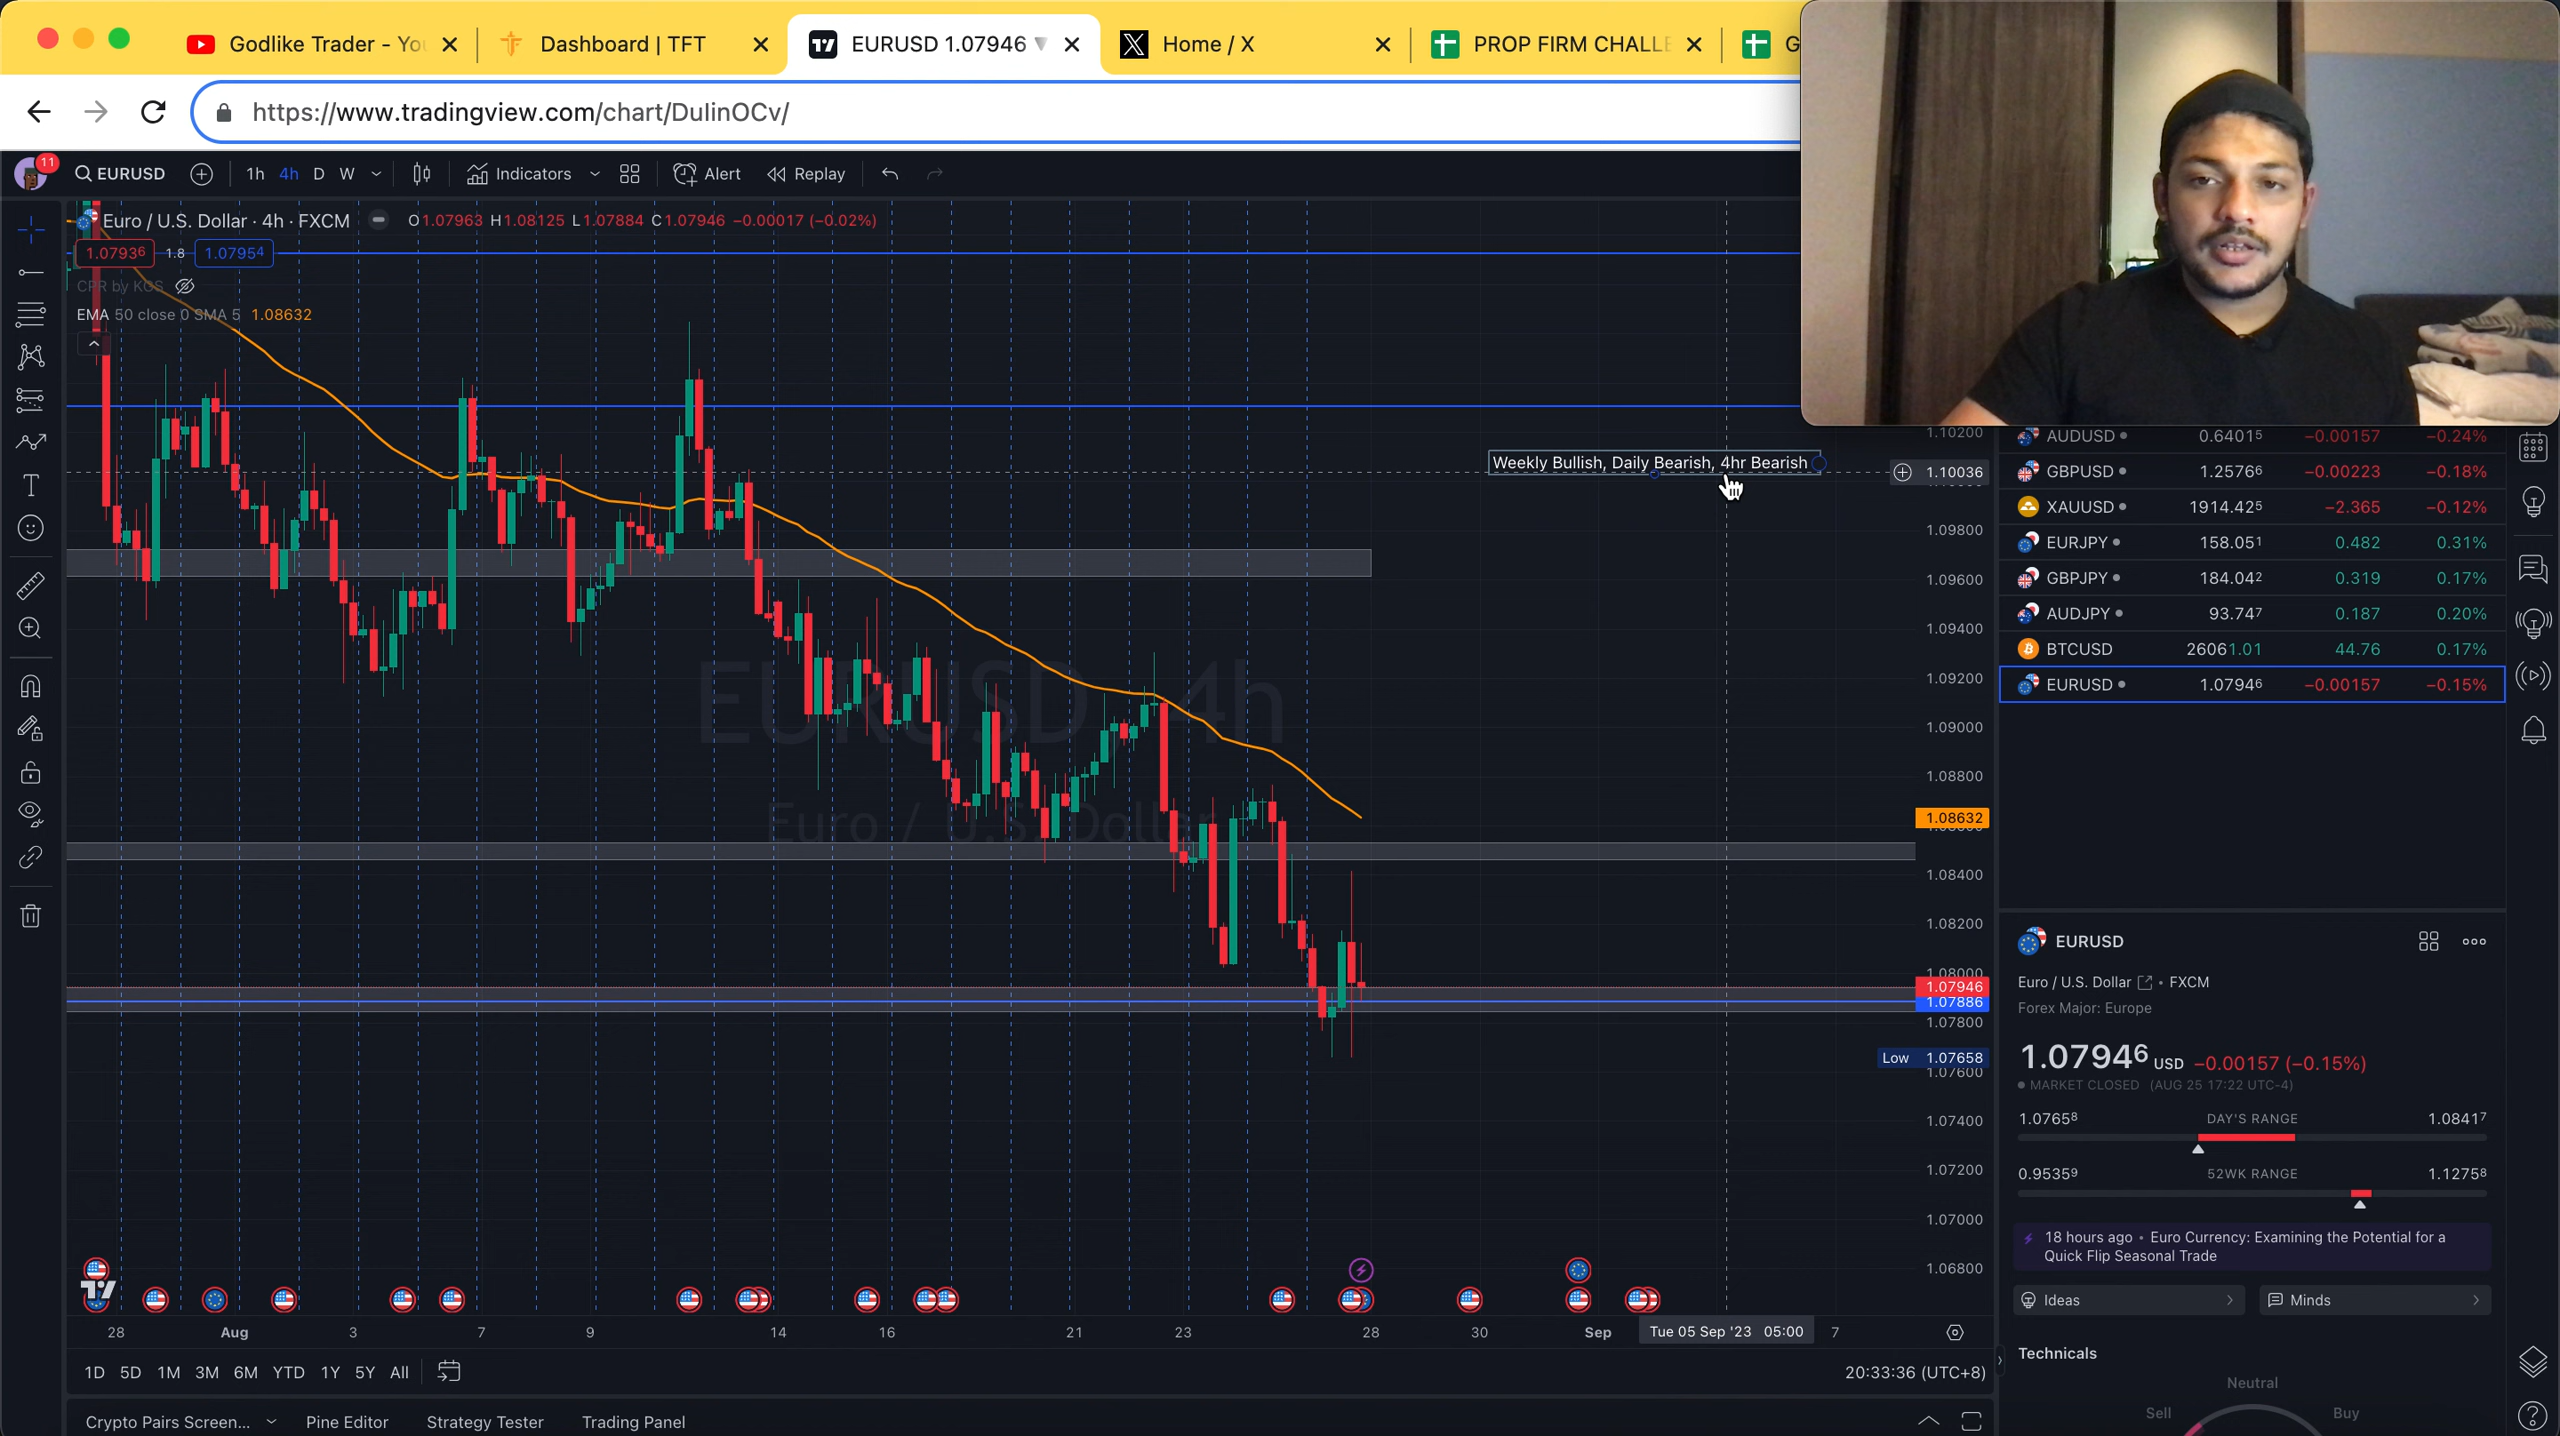 Godlike Trader - You
Dashboard | TFT
EURUSD 1.07946
Home / X
PROP FIRM CHALLE
G
https://www.tradingview.com/chart/DulinOCv/
11
EURUSD
1h 4h D W
Indicators
Alert
Replay
Euro / U.S. Dollar · 4h · FXCM
O1.07963 H1.08125 L1.07884 C1.07946 −0.00017 (−0.02%)
1.07936 1.8 1.07954
CPR by KGS
EMA 50 close 0 SMA 5 1.08632
Weekly Bullish, Daily Bearish, 4hr Bearish
EURUSD 4h
Euro / U.S. Dollar
1.10200
1.10036
1.09800
1.09600
1.09400
1.09200
1.09000
1.08800
1.08632
1.08400
1.08200
1.08000
1.07946
1.07886
1.07800
Low 1.07658
1.07600
1.07400
1.07200
1.07000
1.06800
28 Aug 3 7 9 14 16 21 23 28 30 Sep Tue 05 Sep '23 05:00 7
1D 5D 1M 3M 6M YTD 1Y 5Y All
20:33:36 (UTC+8)
Crypto Pairs Screen...
Pine Editor
Strategy Tester
Trading Panel
AUDUSD 0.64015 −0.00157 −0.24%
GBPUSD 1.25766 −0.00223 −0.18%
XAUUSD 1914.425 −2.365 −0.12%
EURJPY 158.051 0.482 0.31%
GBPJPY 184.042 0.319 0.17%
AUDJPY 93.747 0.187 0.20%
BTCUSD 26061.01 44.76 0.17%
EURUSD 1.07946 −0.00157 −0.15%
EURUSD
Euro / U.S. Dollar • FXCM
Forex Major: Europe
1.07946 USD −0.00157 (−0.15%)
MARKET CLOSED (AUG 25 17:22 UTC-4)
1.07658 DAY'S RANGE 1.08417
0.95359 52WK RANGE 1.12758
18 hours ago • Euro Currency: Examining the Potential for a
Quick Flip Seasonal Trade
Ideas
Minds
Technicals
Neutral
Sell
Buy